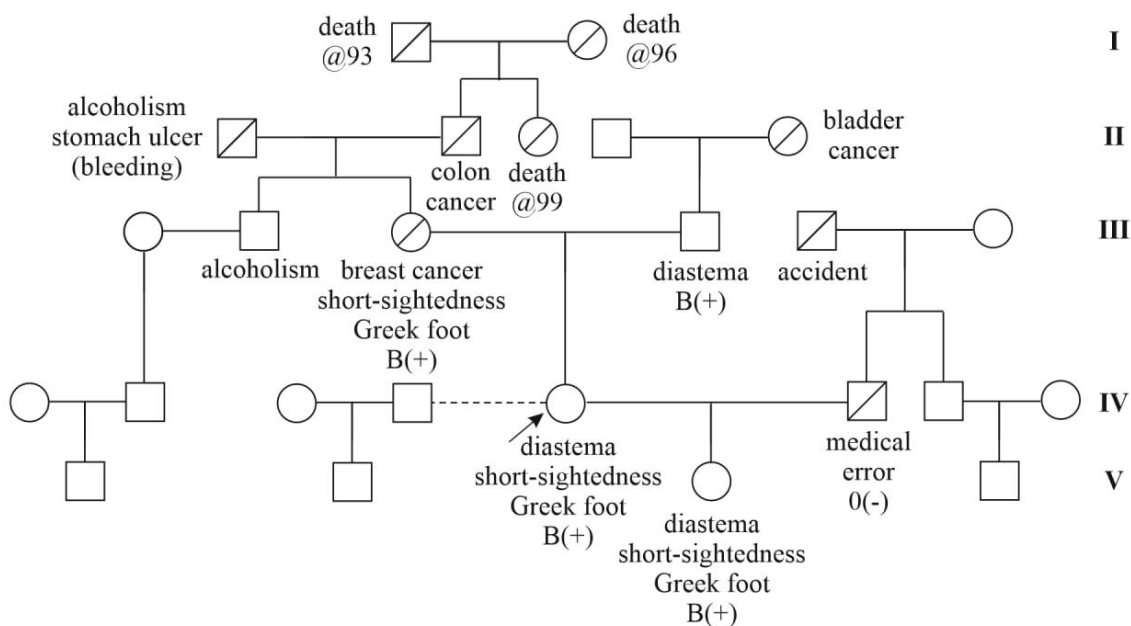 death
@93
death
@96
I
alcoholism
stomach ulcer
(bleeding)
colon
cancer
death
@99
bladder
cancer
II
alcoholism
breast cancer
short-sightedness
Greek foot
B(+)
diastema
B(+)
accident
III
diastema
short-sightedness
Greek foot
B(+)
medical
error
0(-)
IV
diastema
short-sightedness
Greek foot
B(+)
V